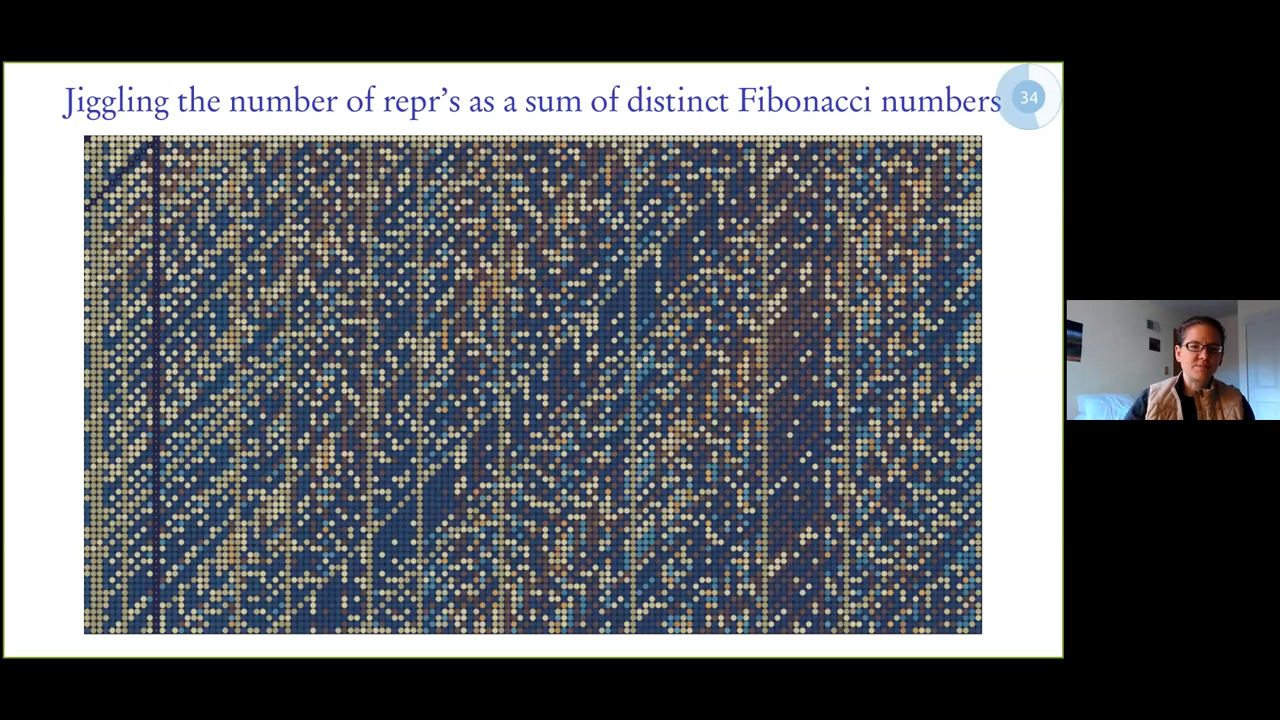 Jiggling the number of repr's as a sum of distinct Fibonacci numbers
34